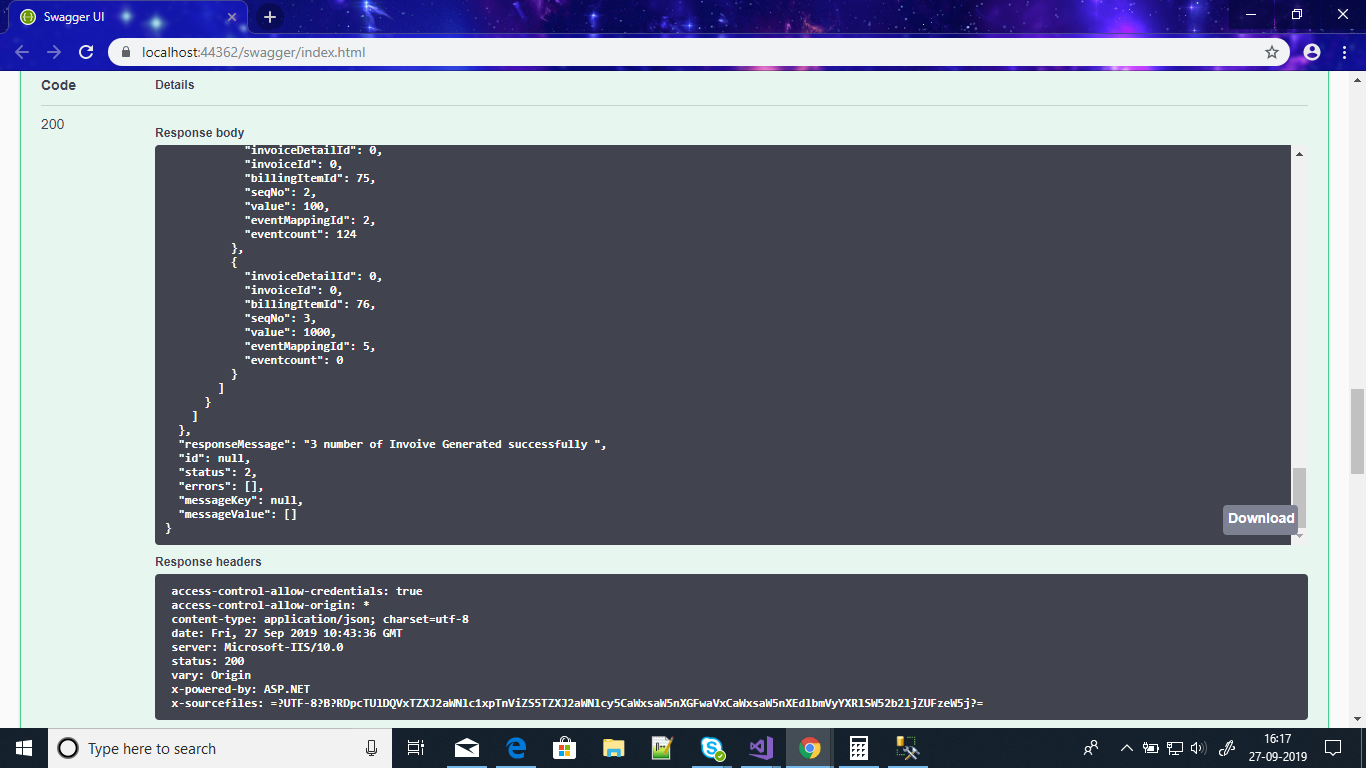 Swagger UI
localhost:44362/swagger/index.html
Code Details
200
Response body
"invoiceDetailId": 0,
"invoiceId": 0,
"billingItemId": 75,
"seqNo": 2,
"value": 100,
"eventMappingId": 2,
"eventcount": 124
},
{
"invoiceDetailId": 0,
"invoiceId": 0,
"billingItemId": 76,
"seqNo": 3,
"value": 1000,
"eventMappingId": 5,
"eventcount": 0
}
]
}
]
},
"responseMessage": "3 number of Invoive Generated successfully ",
"id": null,
"status": 2,
"errors": [],
"messageKey": null,
"messageValue": []
}
Download
Response headers
access-control-allow-credentials: true
access-control-allow-origin: *
content-type: application/json; charset=utf-8
date: Fri, 27 Sep 2019 10:43:36 GMT
server: Microsoft-IIS/10.0
status: 200
vary: Origin
x-powered-by: ASP.NET
x-sourcefiles:
Type here to search
16:17
27-09-2019